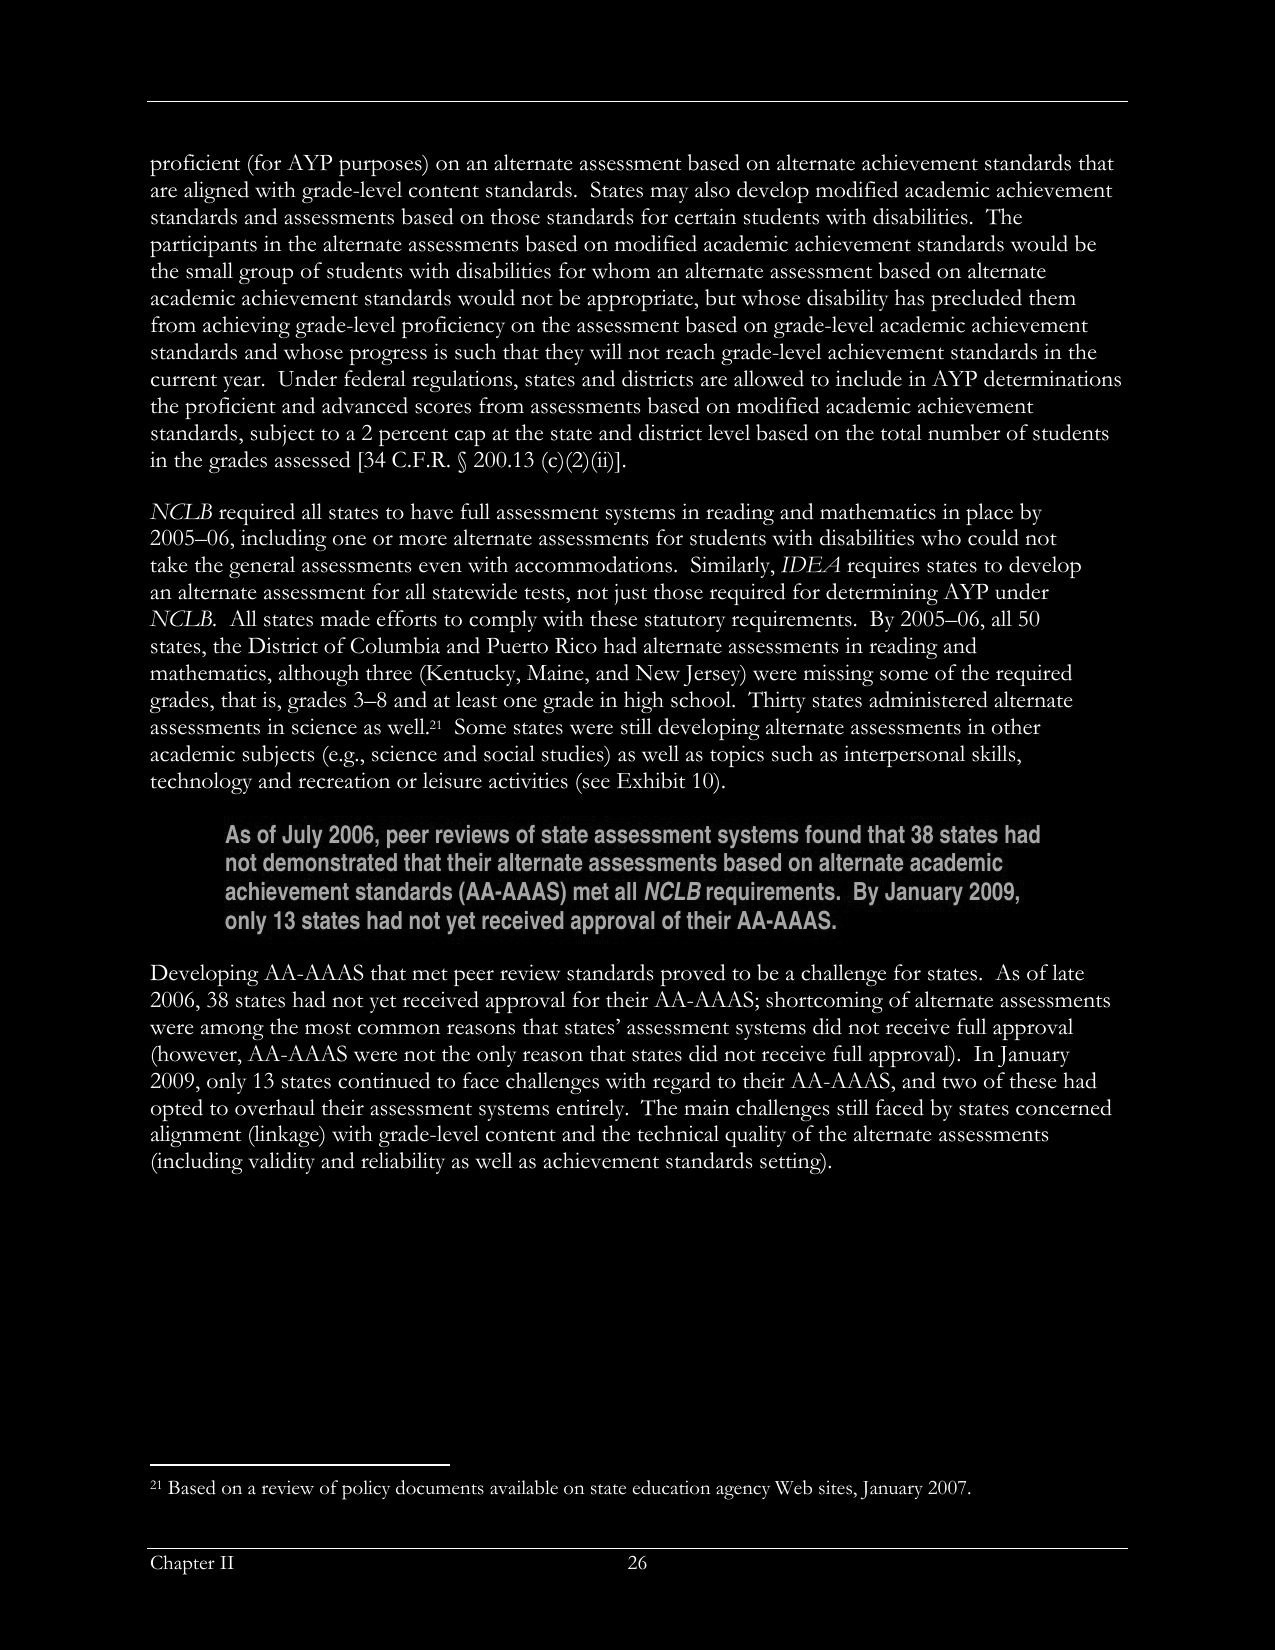 proficient (for AYP purposes) on an alternate assessment based on alternate achievement standards that
are aligned with grade-level content standards.  States may also develop modified academic achievement
standards and assessments based on those standards for certain students with disabilities.  The
participants in the alternate assessments based on modified academic achievement standards would be
the small group of students with disabilities for whom an alternate assessment based on alternate
academic achievement standards would not be appropriate, but whose disability has precluded them
from achieving grade-level proficiency on the assessment based on grade-level academic achievement
standards and whose progress is such that they will not reach grade-level achievement standards in the
current year.  Under federal regulations, states and districts are allowed to include in AYP determinations
the proficient and advanced scores from assessments based on modified academic achievement
standards, subject to a 2 percent cap at the state and district level based on the total number of students
in the grades assessed [34 C.F.R. § 200.13 (c)(2)(ii)].
NCLB required all states to have full assessment systems in reading and mathematics in place by
2005–06, including one or more alternate assessments for students with disabilities who could not
take the general assessments even with accommodations.  Similarly, IDEA requires states to develop
an alternate assessment for all statewide tests, not just those required for determining AYP under
NCLB.  All states made efforts to comply with these statutory requirements.  By 2005–06, all 50
states, the District of Columbia and Puerto Rico had alternate assessments in reading and
mathematics, although three (Kentucky, Maine, and New Jersey) were missing some of the required
grades, that is, grades 3–8 and at least one grade in high school.  Thirty states administered alternate
assessments in science as well.21  Some states were still developing alternate assessments in other
academic subjects (e.g., science and social studies) as well as topics such as interpersonal skills,
technology and recreation or leisure activities (see Exhibit 10).
As of July 2006, peer reviews of state assessment systems found that 38 states had
not demonstrated that their alternate assessments based on alternate academic
achievement standards (AA-AAAS) met all NCLB requirements.  By January 2009,
only 13 states had not yet received approval of their AA-AAAS.
Developing AA-AAAS that met peer review standards proved to be a challenge for states.  As of late
2006, 38 states had not yet received approval for their AA-AAAS; shortcoming of alternate assessments
were among the most common reasons that states’ assessment systems did not receive full approval
(however, AA-AAAS were not the only reason that states did not receive full approval).  In January
2009, only 13 states continued to face challenges with regard to their AA-AAAS, and two of these had
opted to overhaul their assessment systems entirely.  The main challenges still faced by states concerned
alignment (linkage) with grade-level content and the technical quality of the alternate assessments
(including validity and reliability as well as achievement standards setting).
21 Based on a review of policy documents available on state education agency Web sites, January 2007.
Chapter II 26